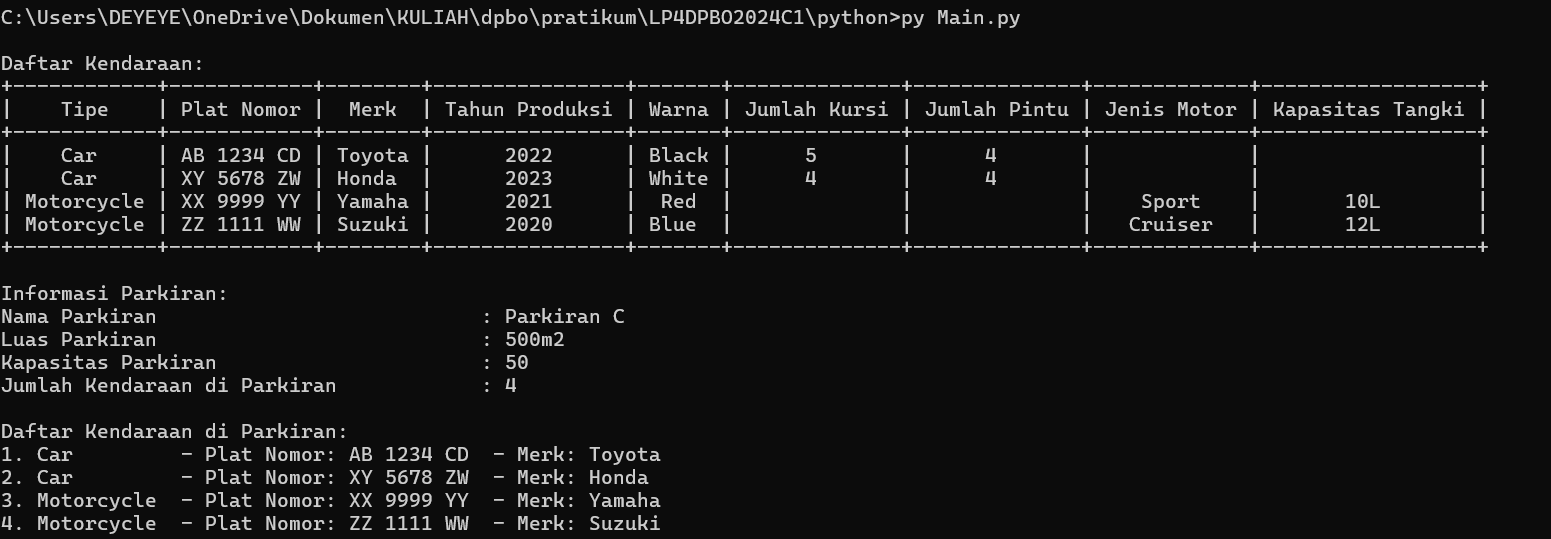 C:\Users\DEYEYE\OneDrive\Dokumen\KULIAH\dpbo\pratikum\LP4DPBO2024C1\python>py Main.py

Daftar Kendaraan:
+------------+------------+--------+----------------+-------+--------------+--------------+-------------+------------------+
|    Tipe    | Plat Nomor |  Merk  | Tahun Produksi | Warna | Jumlah Kursi | Jumlah Pintu | Jenis Motor | Kapasitas Tangki |
+------------+------------+--------+----------------+-------+--------------+--------------+-------------+------------------+
|    Car     | AB 1234 CD | Toyota |      2022      | Black |      5       |      4       |             |                  |
|    Car     | XY 5678 ZW | Honda  |      2023      | White |      4       |      4       |             |                  |
| Motorcycle | XX 9999 YY | Yamaha |      2021      |  Red  |              |              |    Sport    |       10L        |
| Motorcycle | ZZ 1111 WW | Suzuki |      2020      | Blue  |              |              |   Cruiser   |       12L        |
+------------+------------+--------+----------------+-------+--------------+--------------+-------------+------------------+

Informasi Parkiran:
Nama Parkiran                           : Parkiran C
Luas Parkiran                           : 500m2
Kapasitas Parkiran                      : 50
Jumlah Kendaraan di Parkiran            : 4

Daftar Kendaraan di Parkiran:
1. Car         - Plat Nomor: AB 1234 CD  - Merk: Toyota
2. Car         - Plat Nomor: XY 5678 ZW  - Merk: Honda
3. Motorcycle  - Plat Nomor: XX 9999 YY  - Merk: Yamaha
4. Motorcycle  - Plat Nomor: ZZ 1111 WW  - Merk: Suzuki